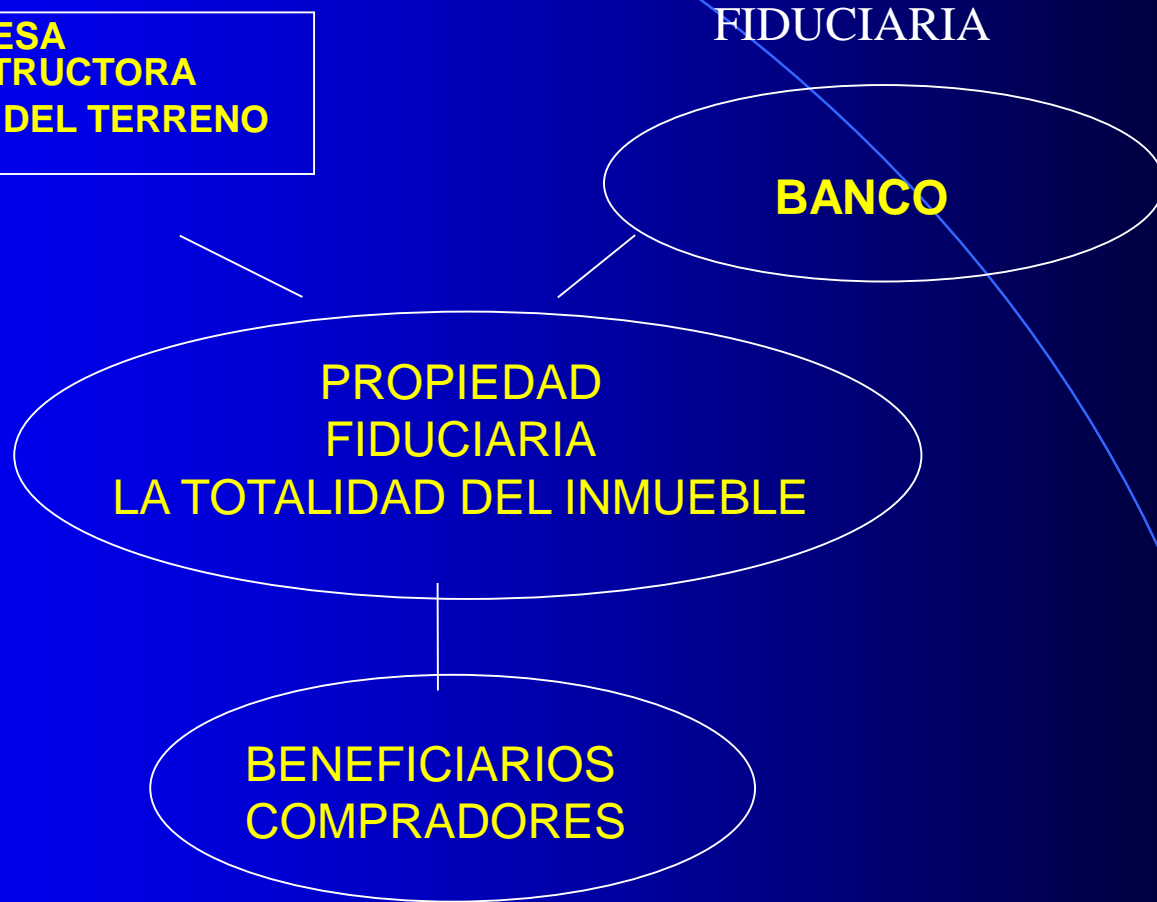 ESA
TRUCTORA
DEL TERRENO
FIDUCIARIA
BANCO
PROPIEDAD
FIDUCIARIA
LA TOTALIDAD DEL INMUEBLE
BENEFICIARIOS
COMPRADORES